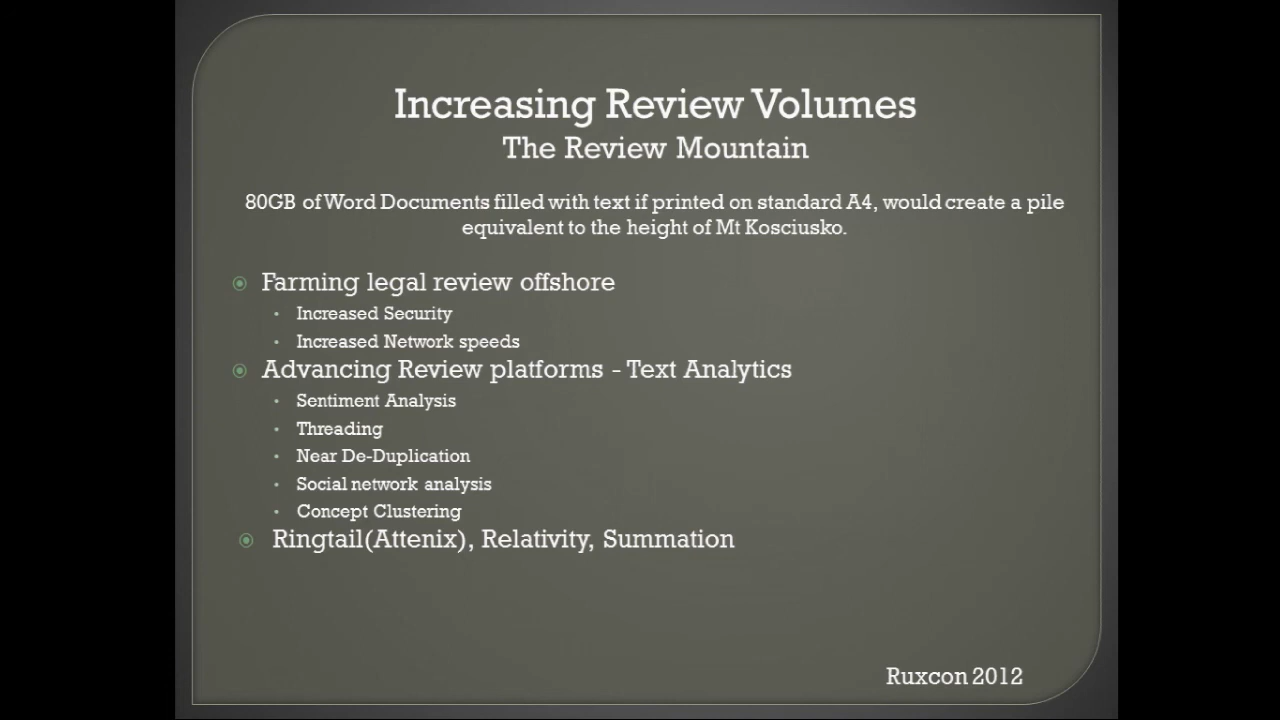 Increasing Review Volumes
The Review Mountain
80GB of Word Documents filled with text if printed on standard A4, would create a pile
equivalent to the height of Mt Kosciusko.
Farming legal review offshore
Increased Security
Increased Network speeds
Advancing Review platforms - Text Analytics
Sentiment Analysis
Threading
Near De-Duplication
Social network analysis
Concept Clustering
Ringtail(Attenix), Relativity, Summation
Ruxcon 2012